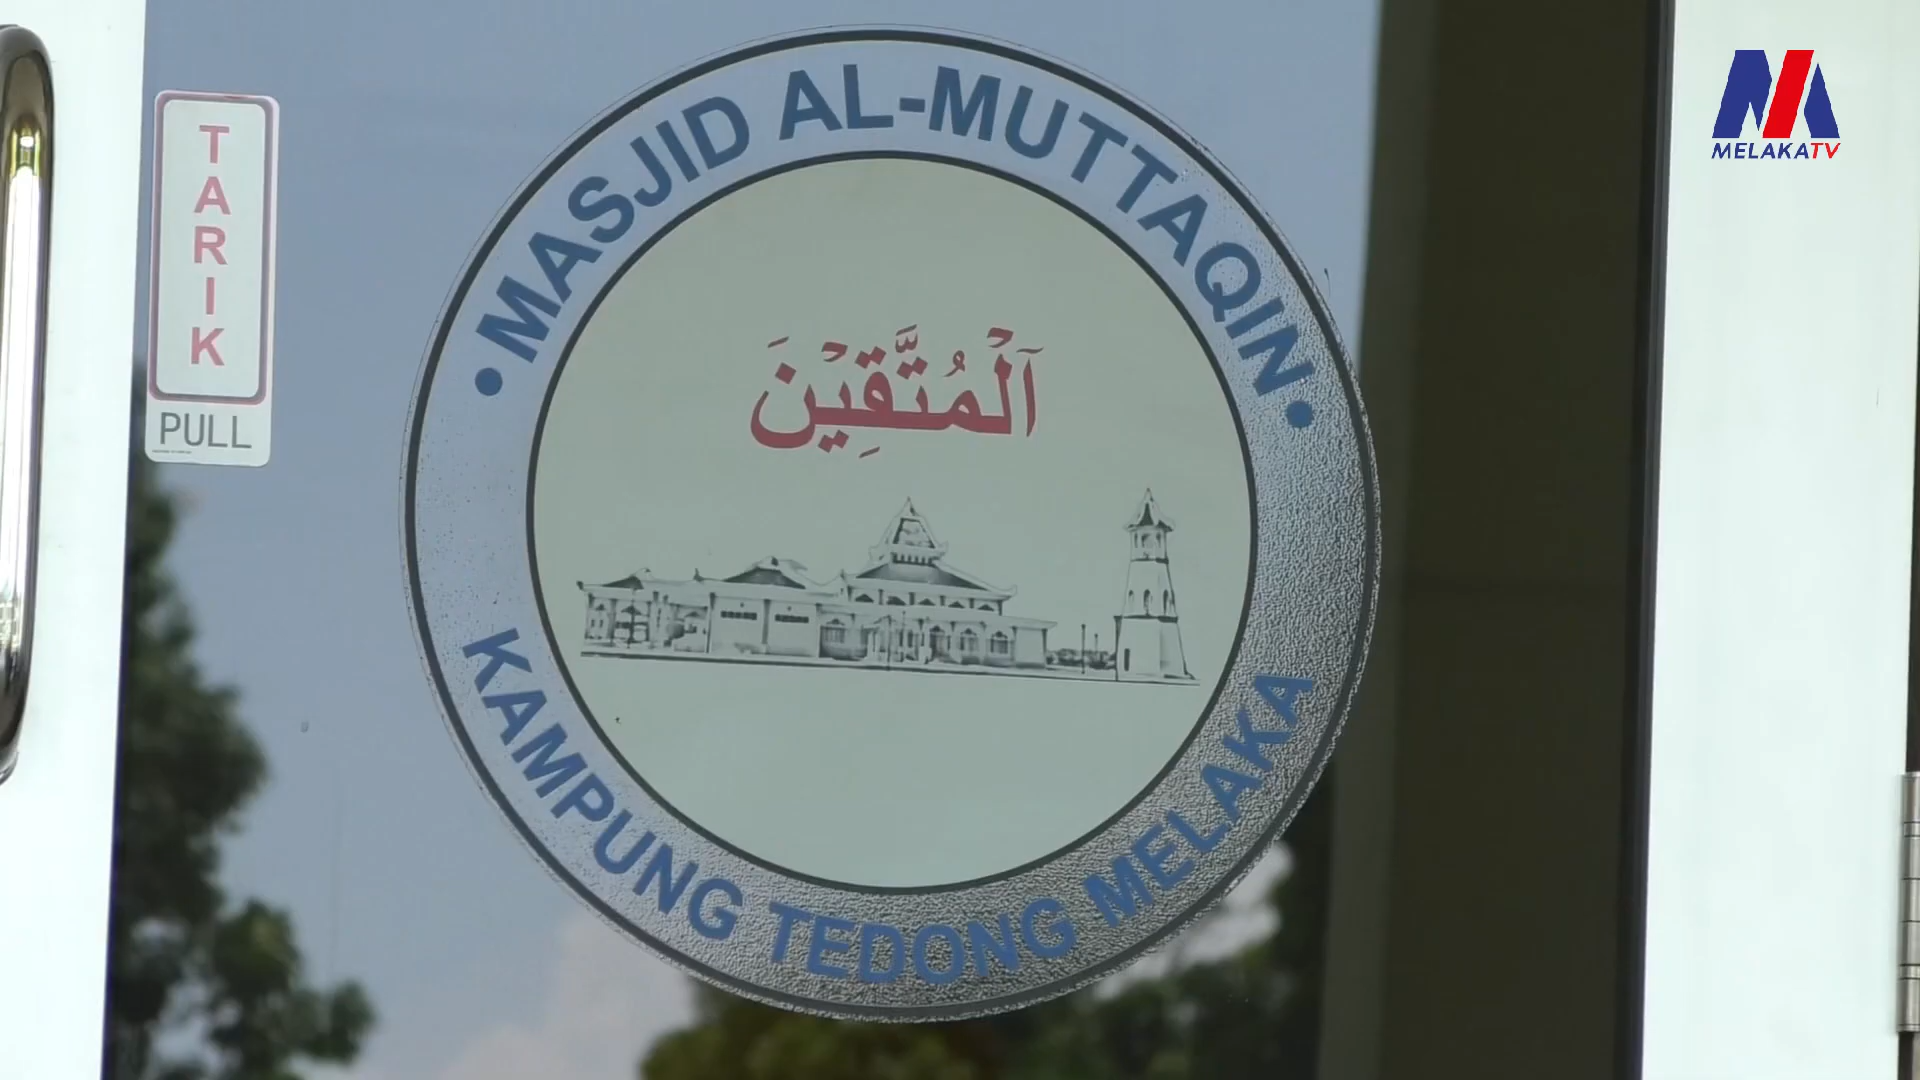 MASJID AL-MUTTAQIN
اَلْمُتَّقِيْنَ
KAMPUNG TEDONG MELAKA
TARIK
PULL
MELAKATV